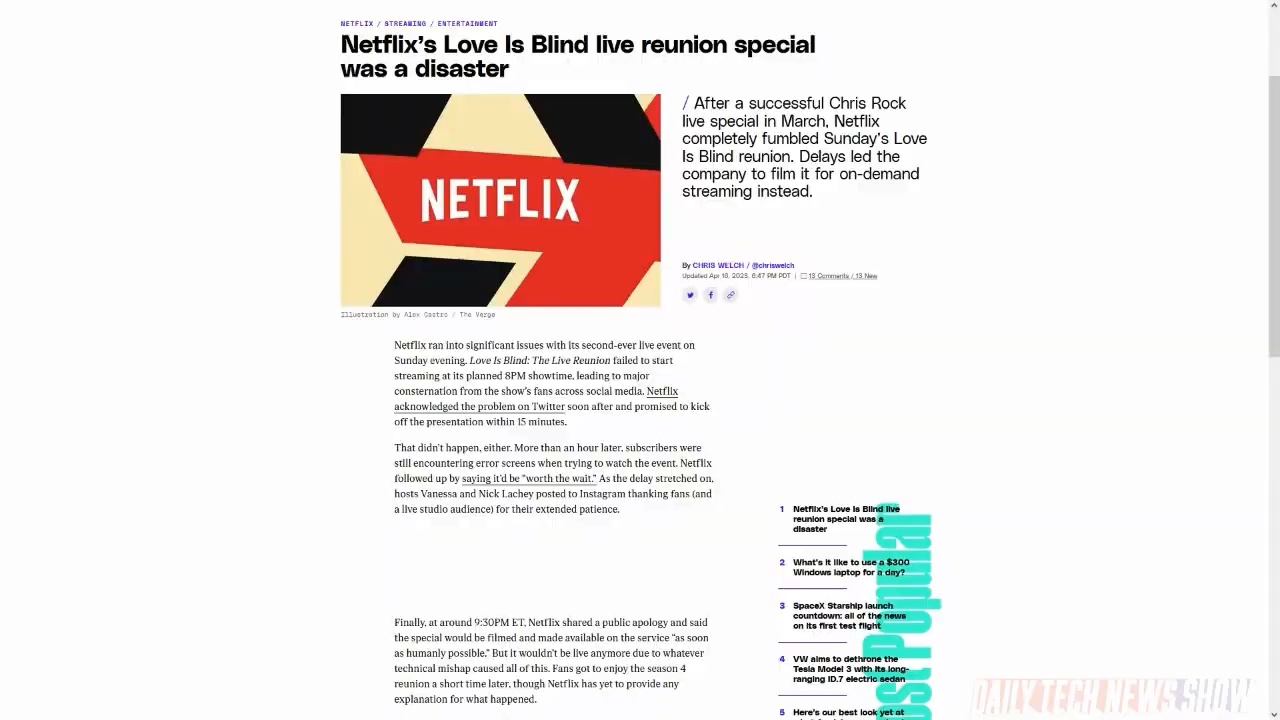 NETFLIX / STREAMING / ENTERTAINMENT
Netflix's Love Is Blind live reunion special
was a disaster
NETFLIX
Illustration by Alex Castro / The Verge
/ After a successful Chris Rock
live special in March, Netflix
completely fumbled Sunday's Love
Is Blind reunion. Delays led the
company to film it for on-demand
streaming instead.
By CHRIS WELCH / @chriswelch
Updated Apr 16, 2023, 6:47 PM PDT | 13 Comments / 13 New
Netflix ran into significant issues with its second-ever live event on
Sunday evening. Love Is Blind: The Live Reunion failed to start
streaming at its planned 8PM showtime, leading to major
consternation from the show's fans across social media. Netflix
acknowledged the problem on Twitter soon after and promised to kick
off the presentation within 15 minutes.
That didn't happen, either. More than an hour later, subscribers were
still encountering error screens when trying to watch the event. Netflix
followed up by saying it'd be "worth the wait." As the delay stretched on,
hosts Vanessa and Nick Lachey posted to Instagram thanking fans (and
a live studio audience) for their extended patience.
Finally, at around 9:30PM ET, Netflix shared a public apology and said
the special would be filmed and made available on the service "as soon
as humanly possible." But it wouldn't be live anymore due to whatever
technical mishap caused all of this. Fans got to enjoy the season 4
reunion a short time later, though Netflix has yet to provide any
explanation for what happened.
1 Netflix's Love Is Blind live
reunion special was a
disaster
2 What's it like to use a $300
Windows laptop for a day?
3 SpaceX Starship launch
countdown: all of the news
on its first test flight
4 VW aims to dethrone the
Tesla Model 3 with its long-
ranging ID.7 electric sedan
5 Here's our best look yet at
ost Popular
DAILY TECH NEWS SHOW